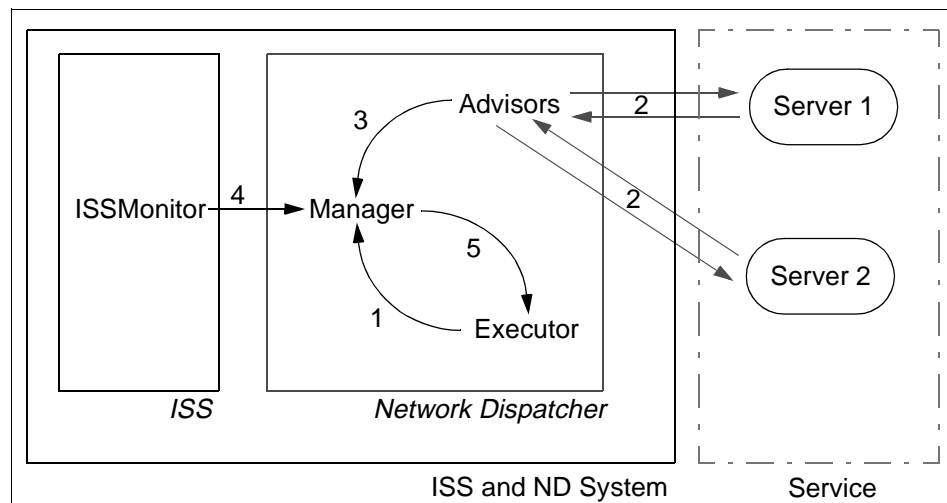 Advisors
2
Server 1
3
ISSMonitor
4
Manager
2
5
Server 2
1
Executor
ISS
Network Dispatcher
ISS and ND System
Service